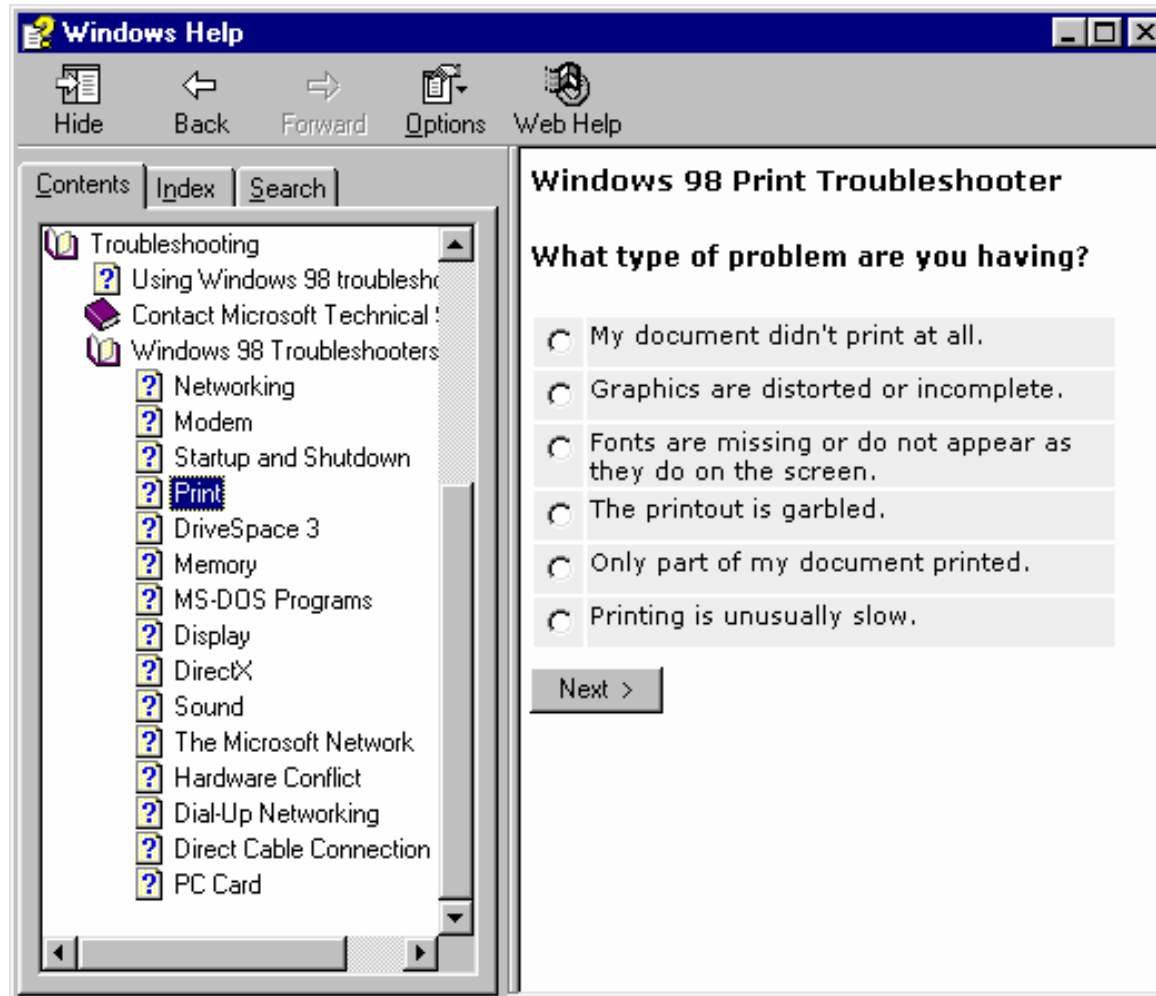 Windows Help
Hide Back Forward Options Web Help
Contents Index Search
Troubleshooting
Using Windows 98
Contact Microsoft Technical
Windows 98 Troubleshooters
Networking
Modem
Startup and Shutdown
Print
DriveSpace 3
Memory
MS-DOS Programs
Display
DirectX
Sound
The Microsoft Network
Hardware Conflict
Dial-Up Networking
Direct Cable Connection
PC Card
Windows 98 Print Troubleshooter
What type of problem are you having?
My document didn't print at all.
Graphics are distorted or incomplete.
Fonts are missing or do not appear as
they do on the screen.
The printout is garbled.
Only part of my document printed.
Printing is unusually slow.
Next >